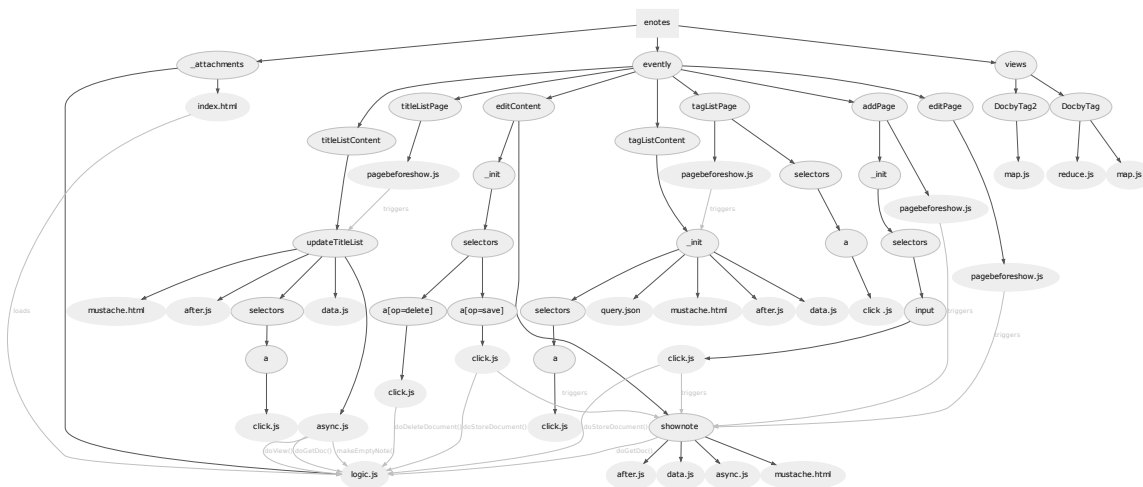 enotes
_attachments
evently
views
index.html
titleListPage
editContent
tagListPage
addPage
editPage
DocbyTag2
DocbyTag
titleListContent
tagListContent
pagebeforeshow.js
_init
pagebeforeshow.js
selectors
_init
map.js
reduce.js
map.js
triggers
triggers
pagebeforeshow.js
updateTitleList
selectors
_init
a
selectors
pagebeforeshow.js
loads
mustache.html
after.js
selectors
data.js
a[op=delete]
a[op=save]
selectors
query.json
mustache.html
after.js
data.js
click .js
input
triggers
triggers
a
click.js
a
click.js
click.js
triggers
triggers
click.js
async.js
doDeleteDocument()
doStoreDocument()
click.js
doStoreDocument()
shownote
doView()
doGetDoc()
makeEmptyNote()
doGetDoc()
logic.js
after.js
data.js
async.js
mustache.html